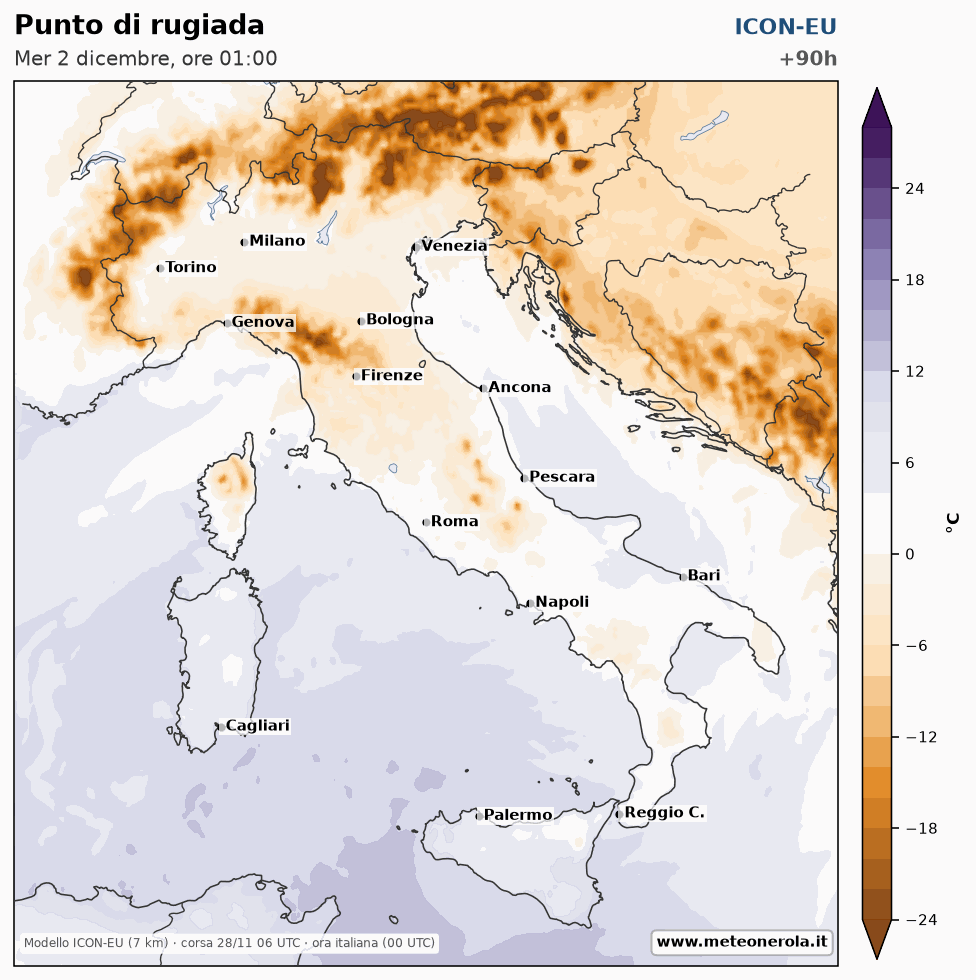 Punto di rugiada
ICON-EU
Mer 2 dicembre, ore 01:00
+90h
Milano
Venezia
Torino
Genova
Bologna
Firenze
Ancona
Pescara
Roma
Bari
Napoli
Cagliari
Palermo
Reggio C.
24
18
12
6
0
−6
−12
−18
−24
°C
Modello ICON-EU (7 km) · corsa 28/11 06 UTC · ora italiana (00 UTC)
www.meteonerola.it